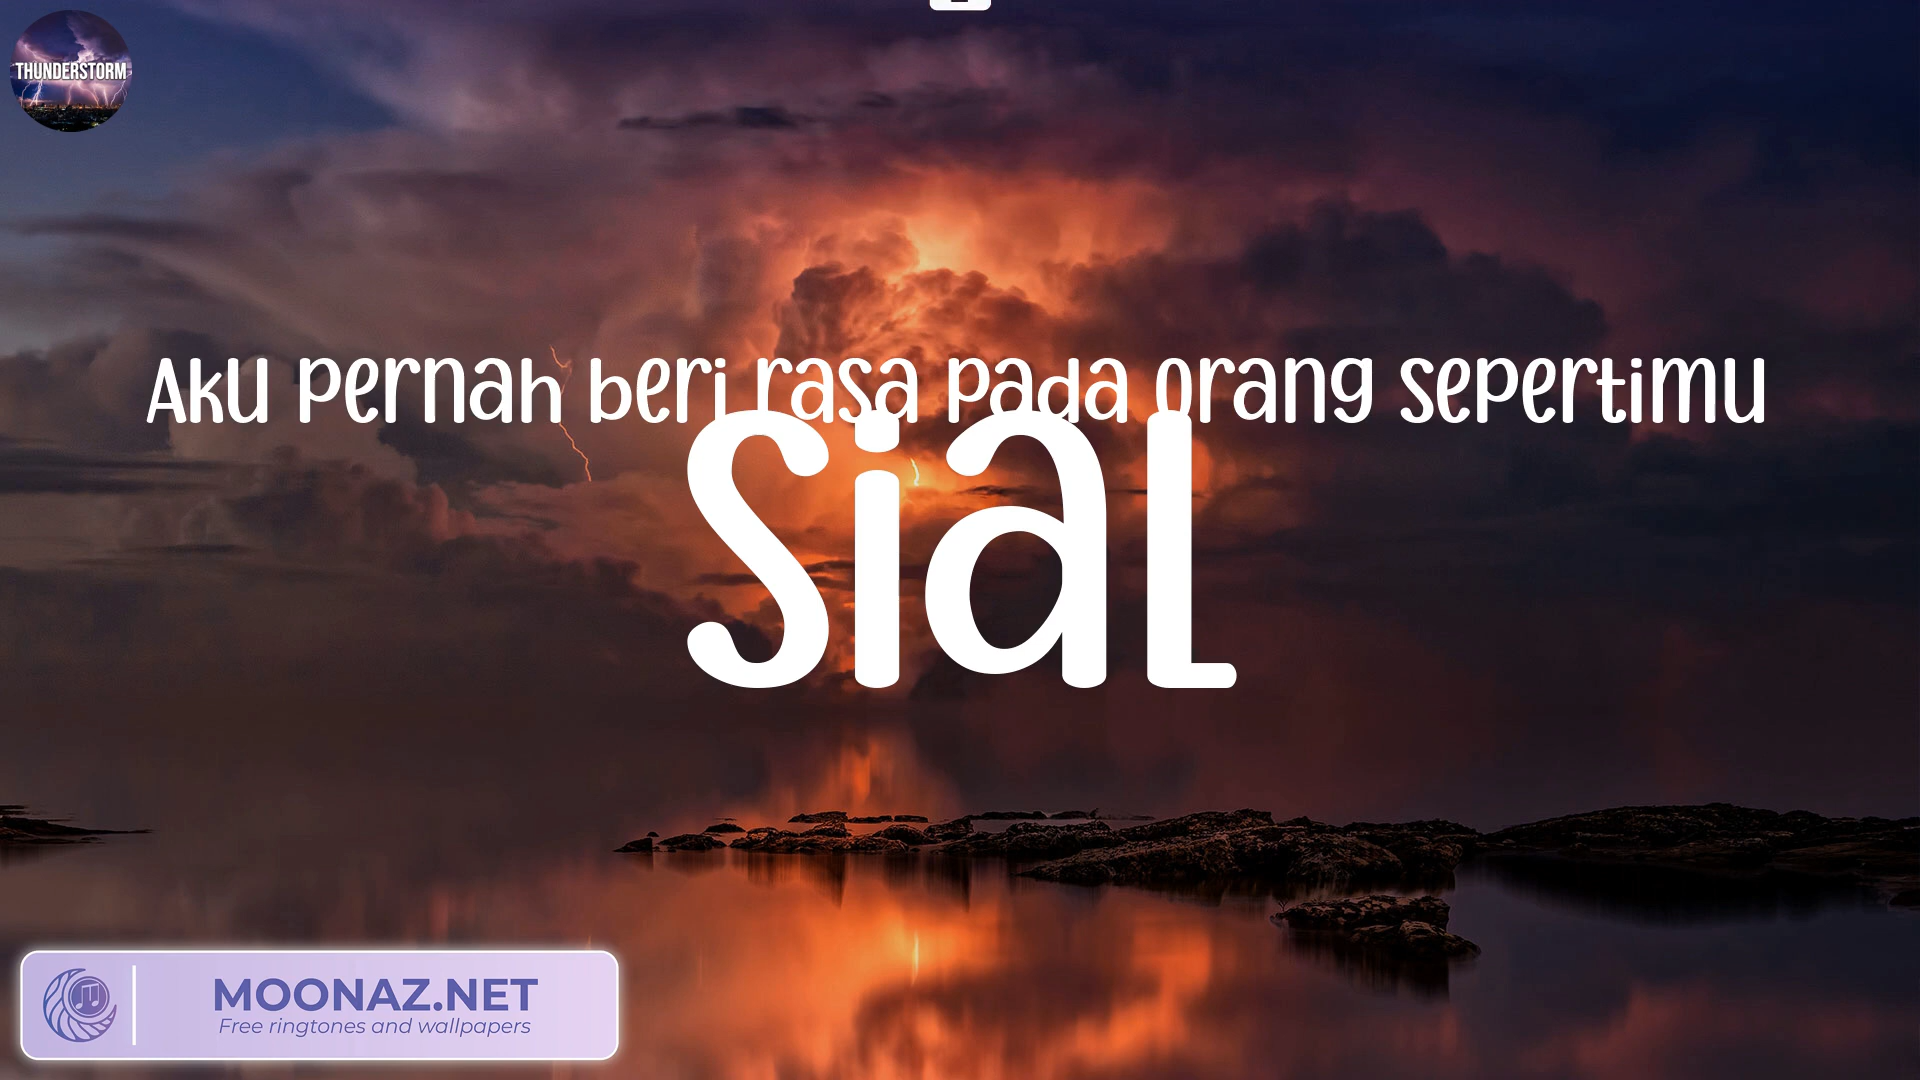 THUNDERSTORM
Aku pernah beri rasa pada orang sepertimu
Sial
MOONAZ.NET
Free ringtones and wallpapers